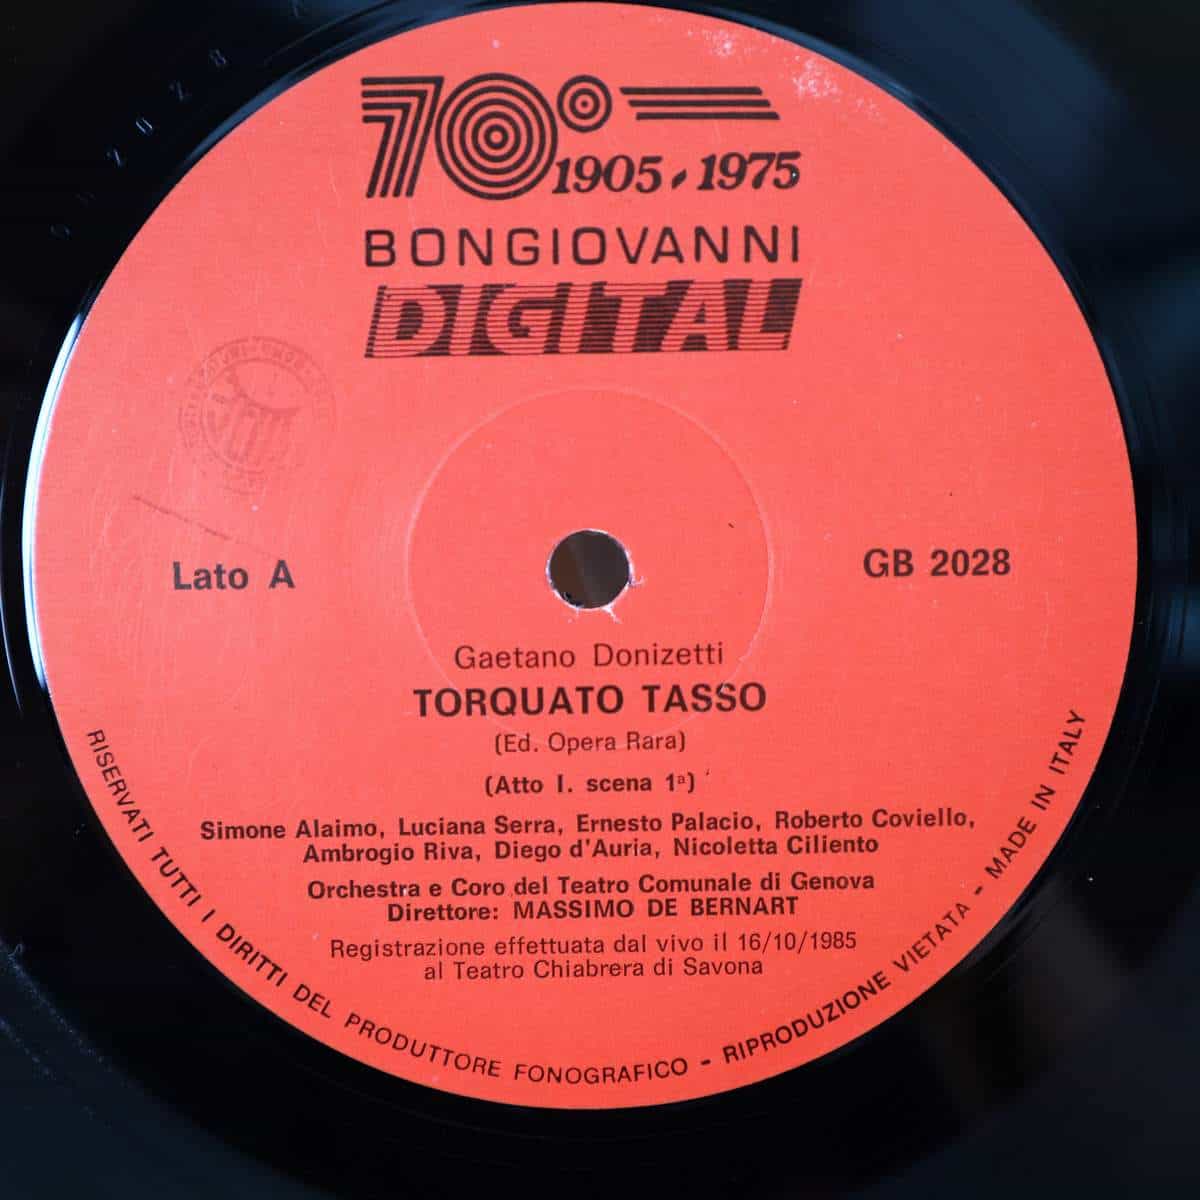 70°
1905-1975
BONGIOVANNI
DIGITAL
Lato A
GB 2028
Gaetano Donizetti
TORQUATO TASSO
(Ed. Opera Rara)
(Atto I. scena 1ª)
Simone Alaimo, Luciana Serra, Ernesto Palacio, Roberto Coviello,
Ambrogio Riva, Diego d'Auria, Nicoletta Ciliento
Orchestra e Coro del Teatro Comunale di Genova
Direttore: MASSIMO DE BERNART
Registrazione effettuata dal vivo il 16/10/1985
al Teatro Chiabrera di Savona
RISERVATI TUTTI I DIRITTI DEL PRODUTTORE FONOGRAFICO - RIPRODUZIONE VIETATA - MADE IN ITALY